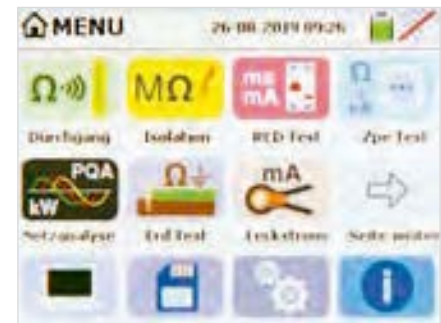 MENU 26-08-2019 09:26
Ω MΩ ms mA Ω
Durchgang Isolation RCD Test Zpe Test
PQA kW Ω mA
Netzanalyse Erd Test Leckstrom Seite weiter
i